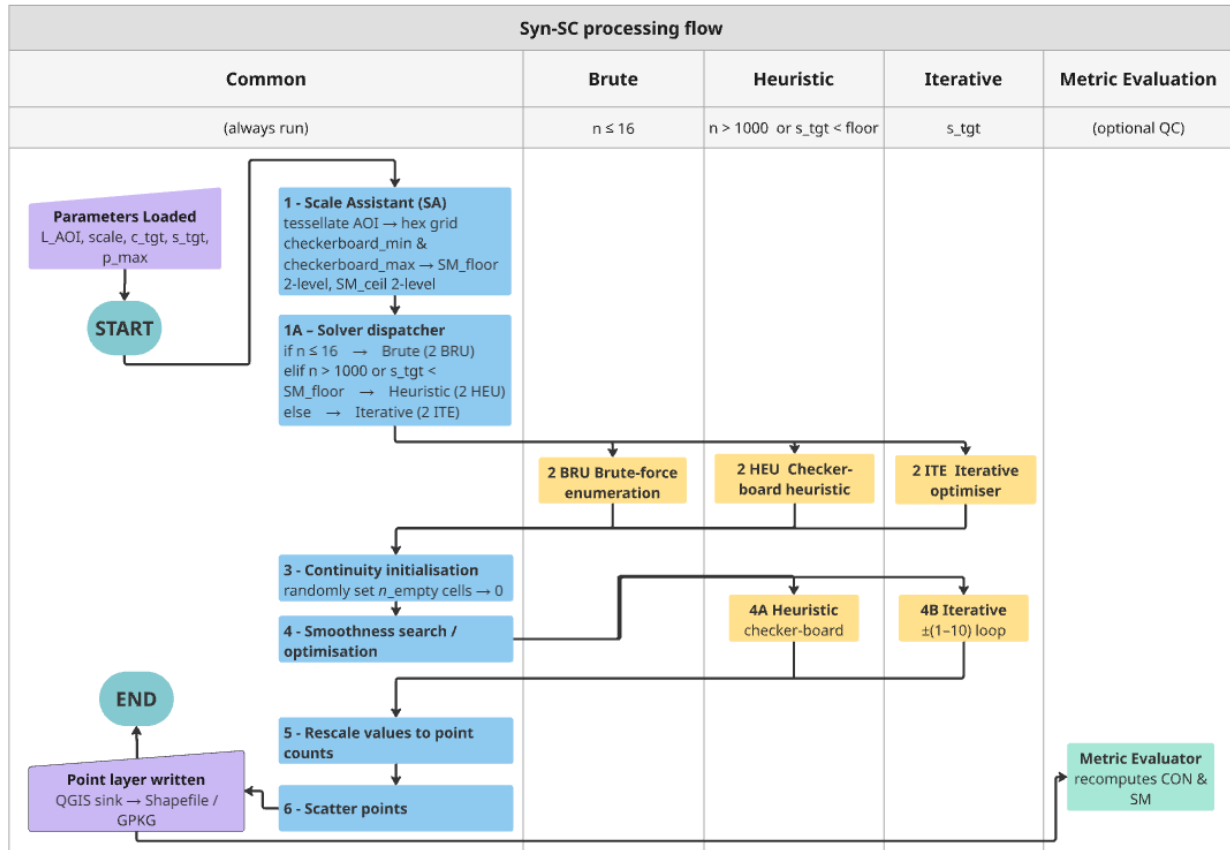 Syn-SC processing flow
Common
Brute
Heuristic
Iterative
Metric Evaluation
(always run)
n ≤ 16
n > 1000 or s_tgt < floor
s_tgt
(optional QC)
Parameters Loaded
L_AOI, scale, c_tgt, s_tgt,
p_max
START
1 - Scale Assistant (SA)
tessellate AOI → hex grid
checkerboard_min &
checkerboard_max → SM_floor
2-level, SM_ceil 2-level
1A – Solver dispatcher
if n ≤ 16 → Brute (2 BRU)
elif n > 1000 or s_tgt <
SM_floor → Heuristic (2 HEU)
else → Iterative (2 ITE)
2 BRU Brute-force
enumeration
2 HEU Checker-
board heuristic
2 ITE Iterative
optimiser
3 - Continuity initialisation
randomly set n_empty cells → 0
4 - Smoothness search /
optimisation
4A Heuristic
checker-board
4B Iterative
±(1–10) loop
END
5 - Rescale values to point
counts
Point layer written
QGIS sink → Shapefile /
GPKG
6 - Scatter points
Metric Evaluator
recomputes CON &
SM